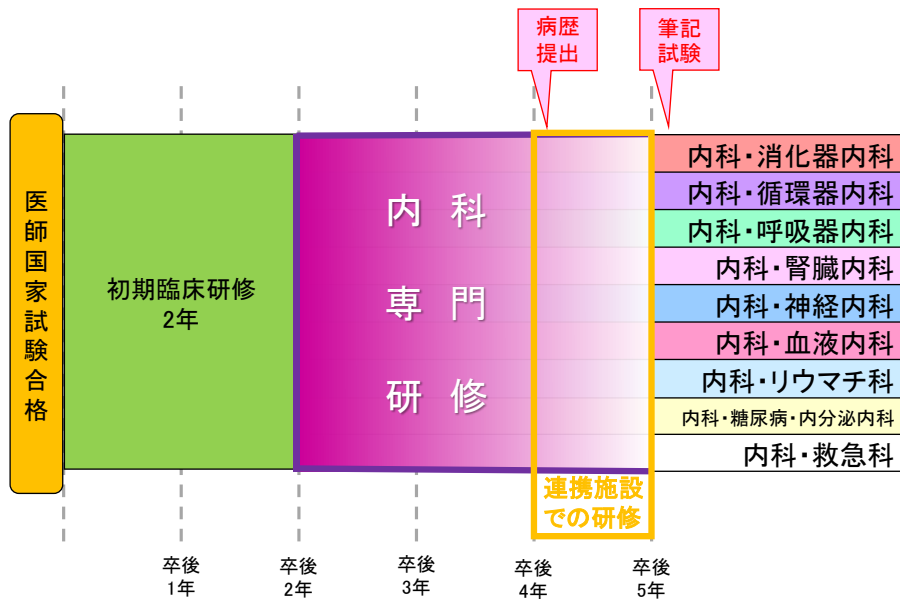 病歴
提出
筆記
試験
医師国家試験合格
初期臨床研修
2年
内 科
専 門
研 修
内科・消化器内科
内科・循環器内科
内科・呼吸器内科
内科・腎臓内科
内科・神経内科
内科・血液内科
内科・リウマチ科
内科・糖尿病・内分泌内科
内科・救急科
連携施設
での研修
卒後
1年
卒後
2年
卒後
3年
卒後
4年
卒後
5年